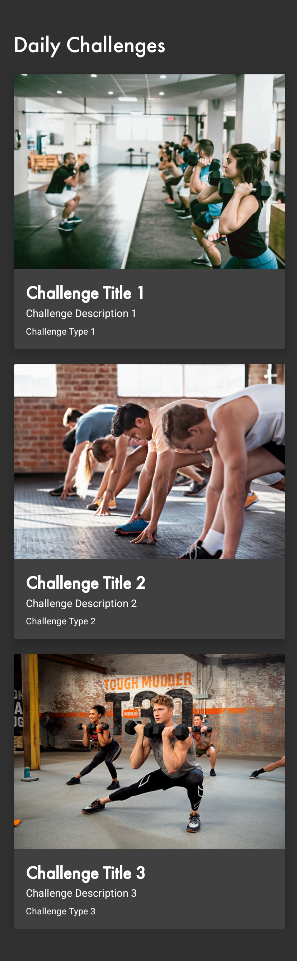 Daily Challenges
Challenge Title 1
Challenge Description 1
Challenge Type 1
Challenge Title 2
Challenge Description 2
Challenge Type 2
TOUGH MUDDER
Challenge Title 3
Challenge Description 3
Challenge Type 3